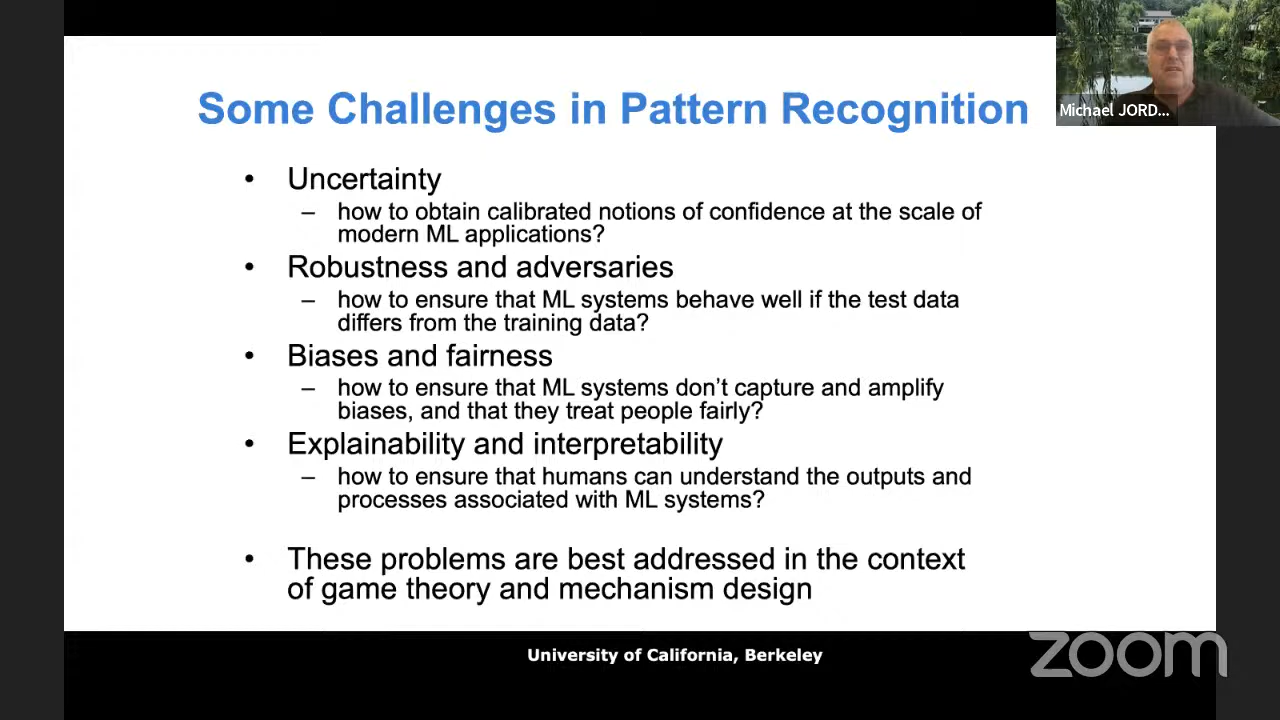 Some Challenges in Pattern Recognition
Michael JORD...
• Uncertainty
– how to obtain calibrated notions of confidence at the scale of
modern ML applications?
• Robustness and adversaries
– how to ensure that ML systems behave well if the test data
differs from the training data?
• Biases and fairness
– how to ensure that ML systems don’t capture and amplify
biases, and that they treat people fairly?
• Explainability and interpretability
– how to ensure that humans can understand the outputs and
processes associated with ML systems?
• These problems are best addressed in the context
of game theory and mechanism design
University of California, Berkeley
zoom